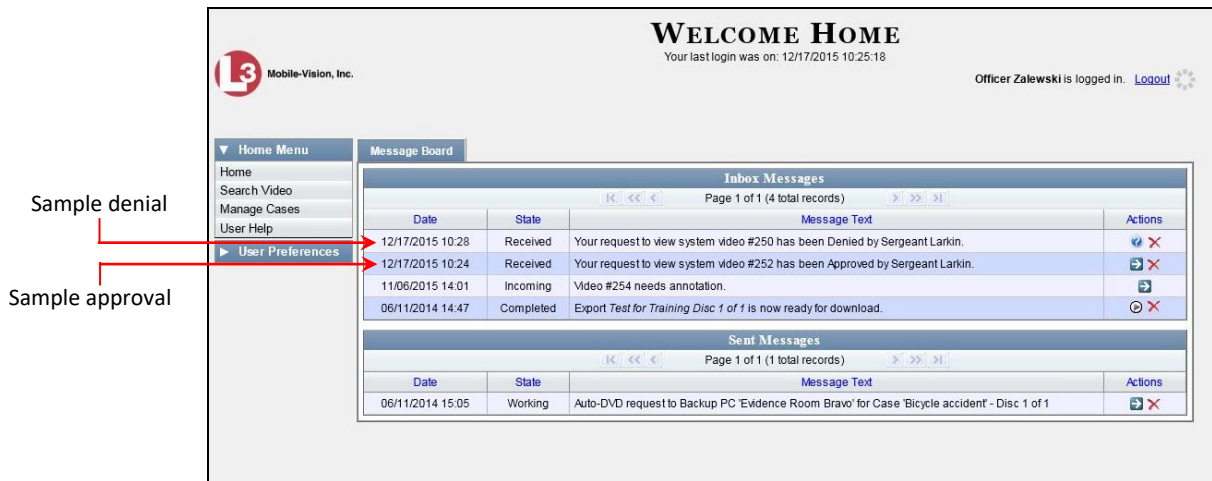 WELCOME HOME
Your last login was on: 12/17/2015 10:25:18
L3 Mobile-Vision, Inc.
Officer Zalewski is logged in. Logout
▼ Home Menu
Home
Search Video
Manage Cases
User Help
► User Preferences
Sample denial
Sample approval
Message Board
Inbox Messages
|< << < Page 1 of 1 (4 total records) > >> >|
Date State Message Text Actions
12/17/2015 10:28 Received Your request to view system video #250 has been Denied by Sergeant Larkin.
12/17/2015 10:24 Received Your request to view system video #252 has been Approved by Sergeant Larkin.
11/06/2015 14:01 Incoming Video #254 needs annotation.
06/11/2014 14:47 Completed Export Test for Training Disc 1 of 1 is now ready for download.
Sent Messages
|< << < Page 1 of 1 (1 total records) > >> >|
Date State Message Text Actions
06/11/2014 15:05 Working Auto-DVD request to Backup PC 'Evidence Room Bravo' for Case 'Bicycle accident' - Disc 1 of 1